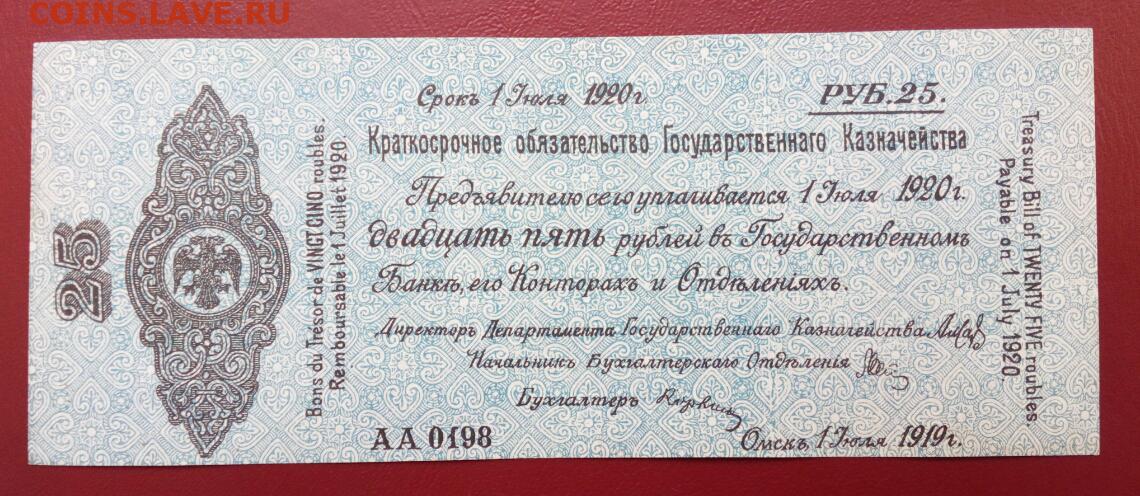 COINS.LAVE.RU
Срокъ 1 Іюля 1920 г.
РУБ. 25.
Краткосрочное обязательство Государственнаго Казначейства
Предъявителю сего уплачивается 1 Іюля 1920 г.
двадцать пять рублей въ Государственномъ
Банкѣ, его Конторахъ и Отдѣленіяхъ.
Директоръ Департамента Государственнаго Казначейства
Начальникъ Бухгалтерского Отдѣленія
Бухгалтеръ
АА 0198
Омскъ, 1 Іюля 1919 г.
25
Bons du Tresor de VINGT CINQ roubles.
Remboursable le 1 Juillet 1920.
Treasury Bill of TWENTY FIVE roubles.
Payable on 1 July 1920.